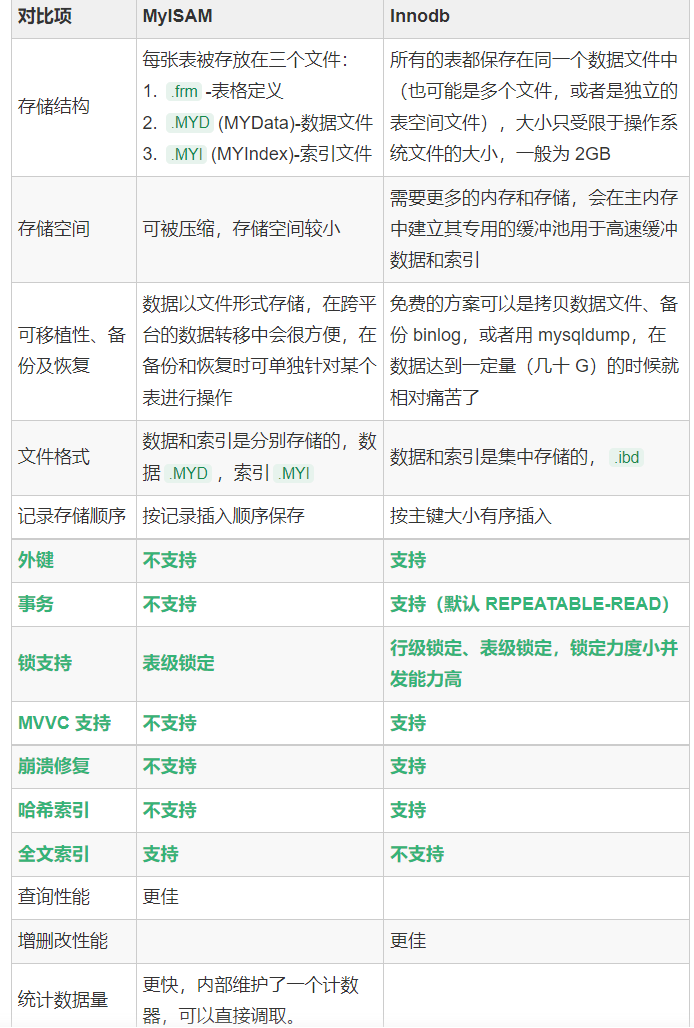 对比项 MyISAM Innodb
存储结构
每张表被存放在三个文件：
1. .frm -表格定义
2. .MYD (MYData)-数据文件
3. .MYI (MYIndex)-索引文件
所有的表都保存在同一个数据文件中
（也可能是多个文件，或者是独立的
表空间文件），大小只受限于操作系
统文件的大小，一般为 2GB
存储空间
可被压缩，存储空间较小
需要更多的内存和存储，会在主内存
中建立其专用的缓冲池用于高速缓冲
数据和索引
可移植性、备
份及恢复
数据以文件形式存储，在跨平
台的数据转移中会很方便，在
备份和恢复时可单独针对某个
表进行操作
免费的方案可以是拷贝数据文件、备
份 binlog，或者用 mysqldump，在
数据达到一定量（几十 G）的时候就
相对痛苦了
文件格式
数据和索引是分别存储的，数
据 .MYD ，索引 .MYI
数据和索引是集中存储的， .ibd
记录存储顺序 按记录插入顺序保存 按主键大小有序插入
外键 不支持 支持
事务 不支持 支持（默认 REPEATABLE-READ）
锁支持 表级锁定
行级锁定、表级锁定，锁定力度小并
发能力高
MVVC 支持 不支持 支持
崩溃修复 不支持 支持
哈希索引 不支持 支持
全文索引 支持 不支持
查询性能 更佳
增删改性能 更佳
统计数据量
更快，内部维护了一个计数
器，可以直接调取。